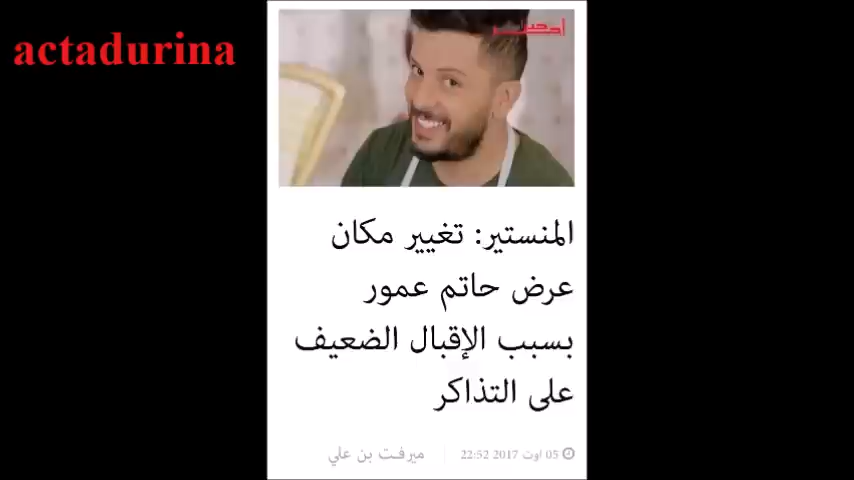 actadurina
المنستير: تغيير مكان
عرض حاتم عمور
بسبب الإقبال الضعيف
على التذاكر
05 اوت 2017 22:52
ميرفت بن علي